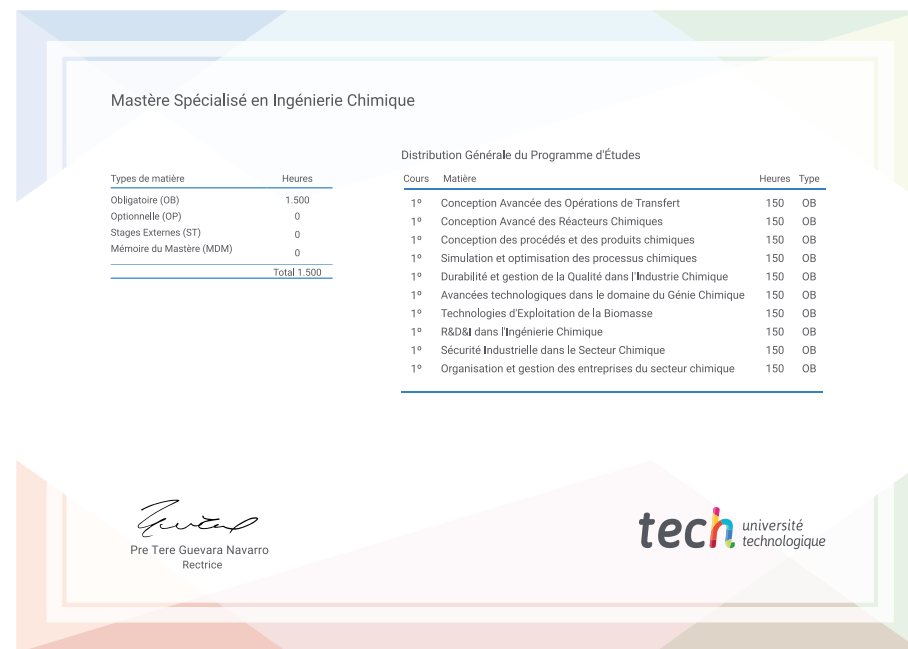 Mastère Spécialisé en Ingénierie Chimique
Types de matière Heures
Obligatoire (OB) 1.500
Optionnelle (OP) 0
Stages Externes (ST) 0
Mémoire du Mastère (MDM) 0
Total 1.500
Distribution Générale du Programme d'Études
Cours Matière Heures Type
1º Conception Avancée des Opérations de Transfert 150 OB
1º Conception Avancé des Réacteurs Chimiques 150 OB
1º Conception des procédés et des produits chimiques 150 OB
1º Simulation et optimisation des processus chimiques 150 OB
1º Durabilité et gestion de la Qualité dans l'Industrie Chimique 150 OB
1º Avancées technologiques dans le domaine du Génie Chimique 150 OB
1º Technologies d'Exploitation de la Biomasse 150 OB
1º R&D&I dans l'Ingénierie Chimique 150 OB
1º Sécurité Industrielle dans le Secteur Chimique 150 OB
1º Organisation et gestion des entreprises du secteur chimique 150 OB
Pre Tere Guevara Navarro
Rectrice
tech université
technologique